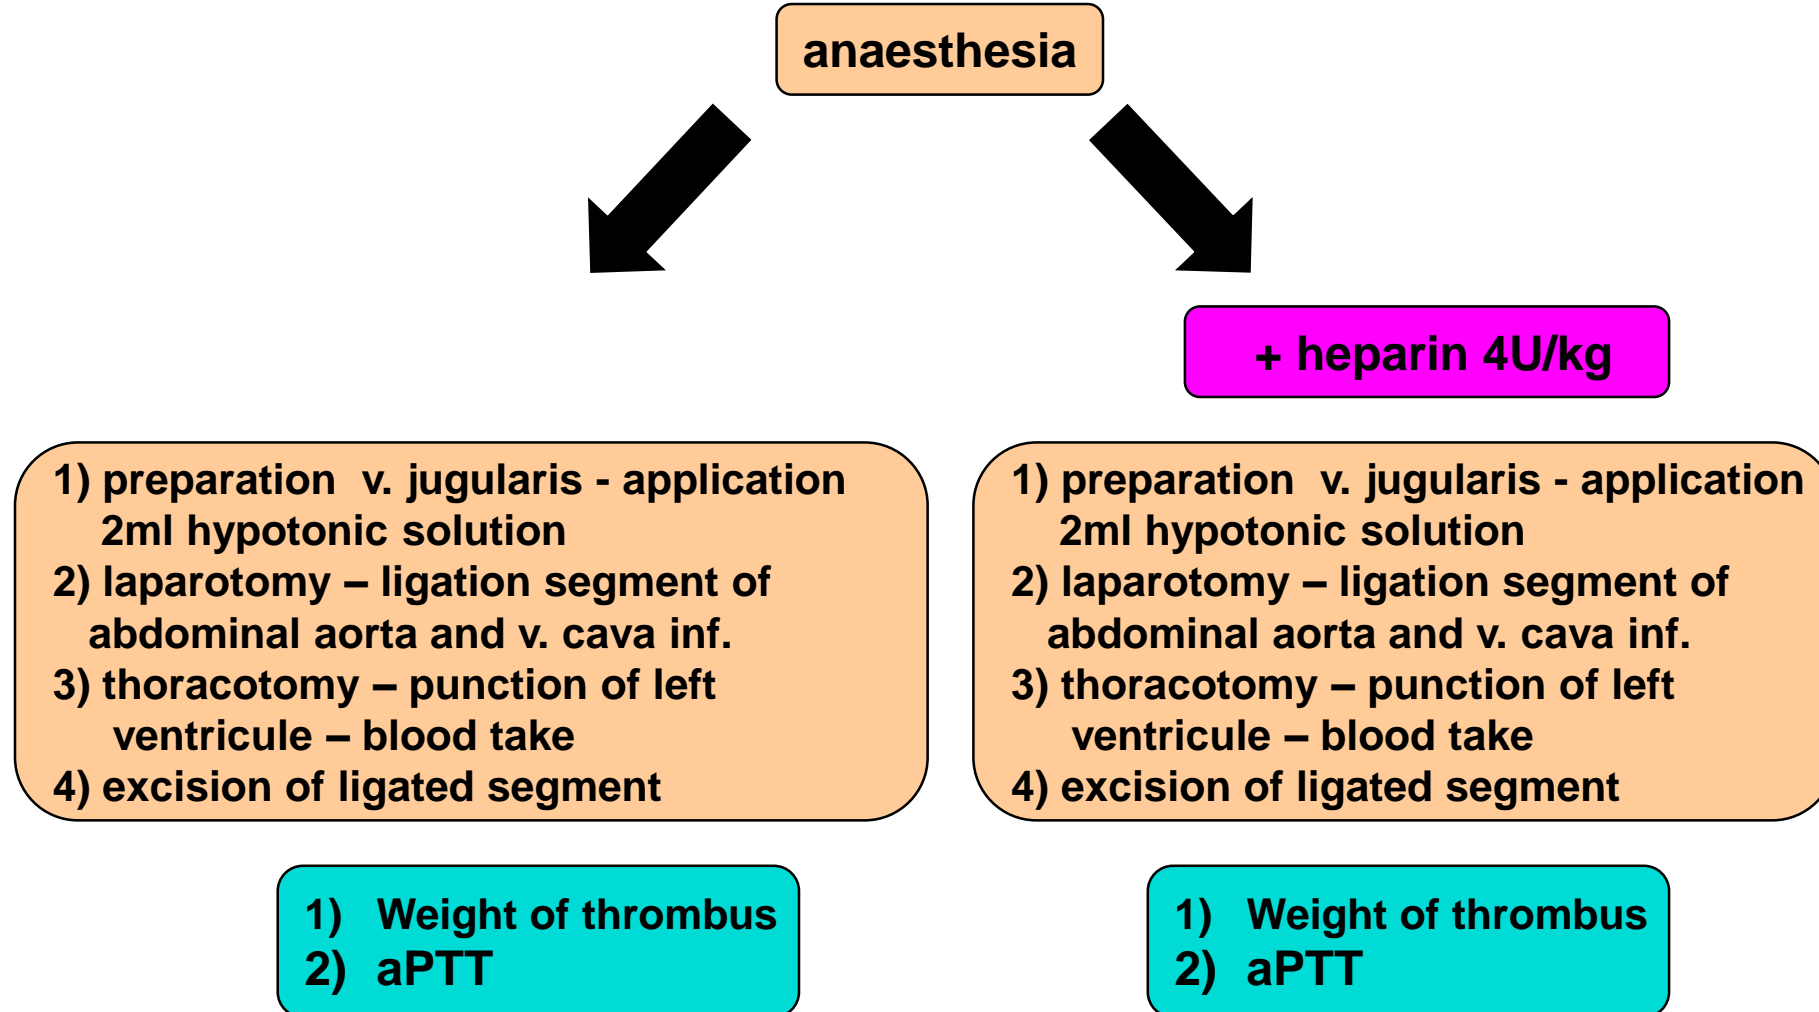 anaesthesia
+ heparin 4U/kg
1) preparation v. jugularis - application
2ml hypotonic solution
2) laparotomy – ligation segment of
abdominal aorta and v. cava inf.
3) thoracotomy – punction of left
ventricule – blood take
4) excision of ligated segment
1) preparation v. jugularis - application
2ml hypotonic solution
2) laparotomy – ligation segment of
abdominal aorta and v. cava inf.
3) thoracotomy – punction of left
ventricule – blood take
4) excision of ligated segment
1) Weight of thrombus
2) aPTT
1) Weight of thrombus
2) aPTT